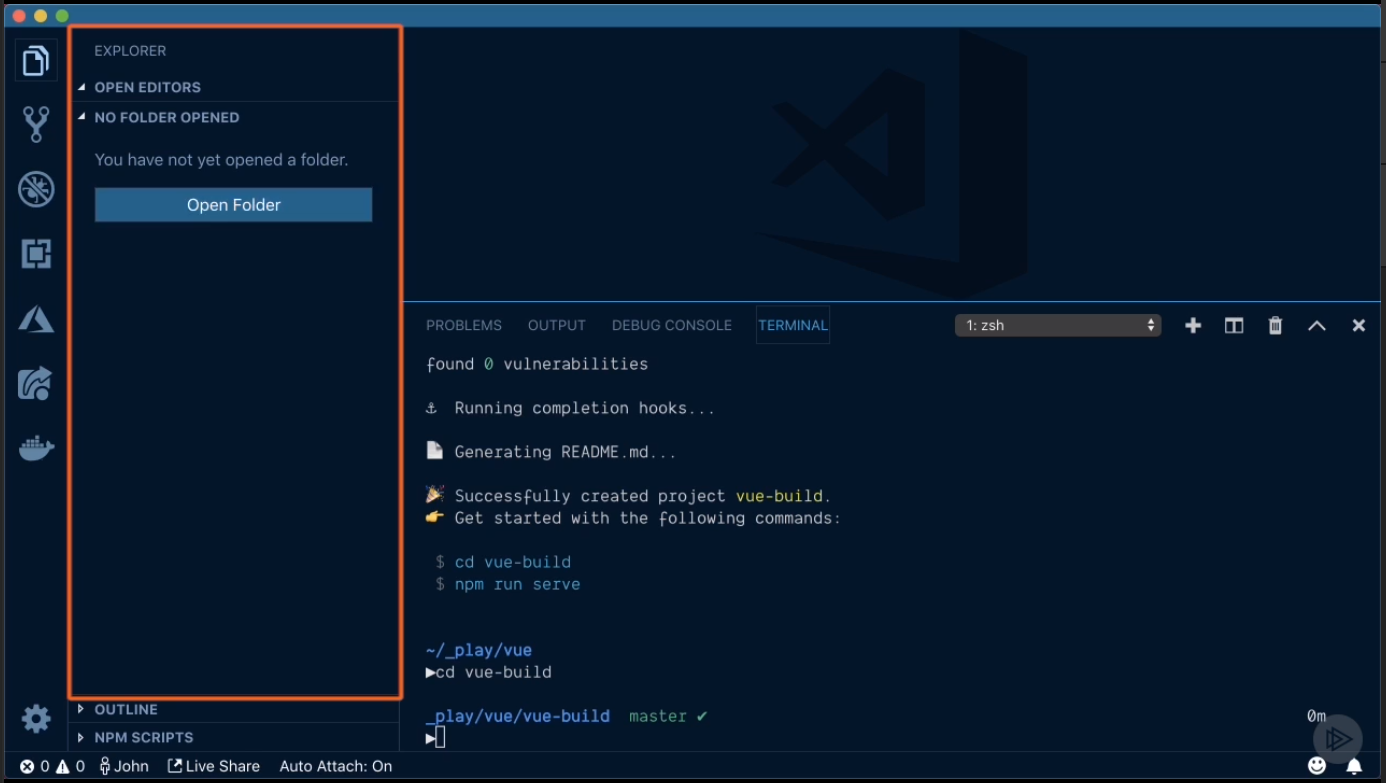 EXPLORER
OPEN EDITORS
NO FOLDER OPENED
You have not yet opened a folder.
Open Folder
OUTLINE
NPM SCRIPTS
PROBLEMS OUTPUT DEBUG CONSOLE TERMINAL 1: zsh
found 0 vulnerabilities
⚓ Running completion hooks...
📄 Generating README.md...
🎉 Successfully created project vue-build.
👉 Get started with the following commands:
$ cd vue-build
$ npm run serve
~/_play/vue
▶cd vue-build
_play/vue/vue-build master ✔ 0m
▶
0 0 John Live Share Auto Attach: On